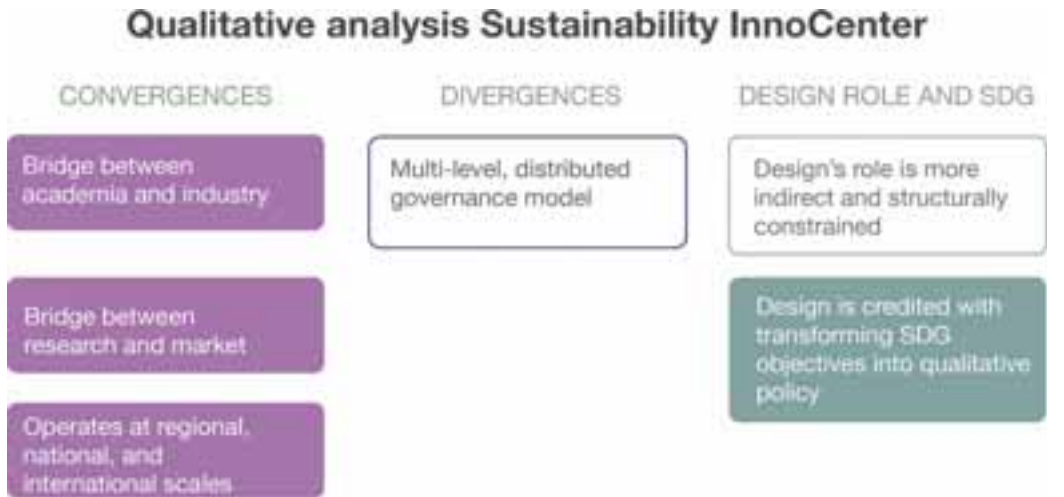 Qualitative analysis Sustainability InnoCenter
CONVERGENCES
Bridge between
academia and industry
Bridge between
research and market
Operates at regional,
national, and
international scales
DIVERGENCES
Multi-level, distributed
governance model
DESIGN ROLE AND SDG
Design's role is more
indirect and structurally
constrained
Design is credited with
transforming SDG
objectives into qualitative
policy